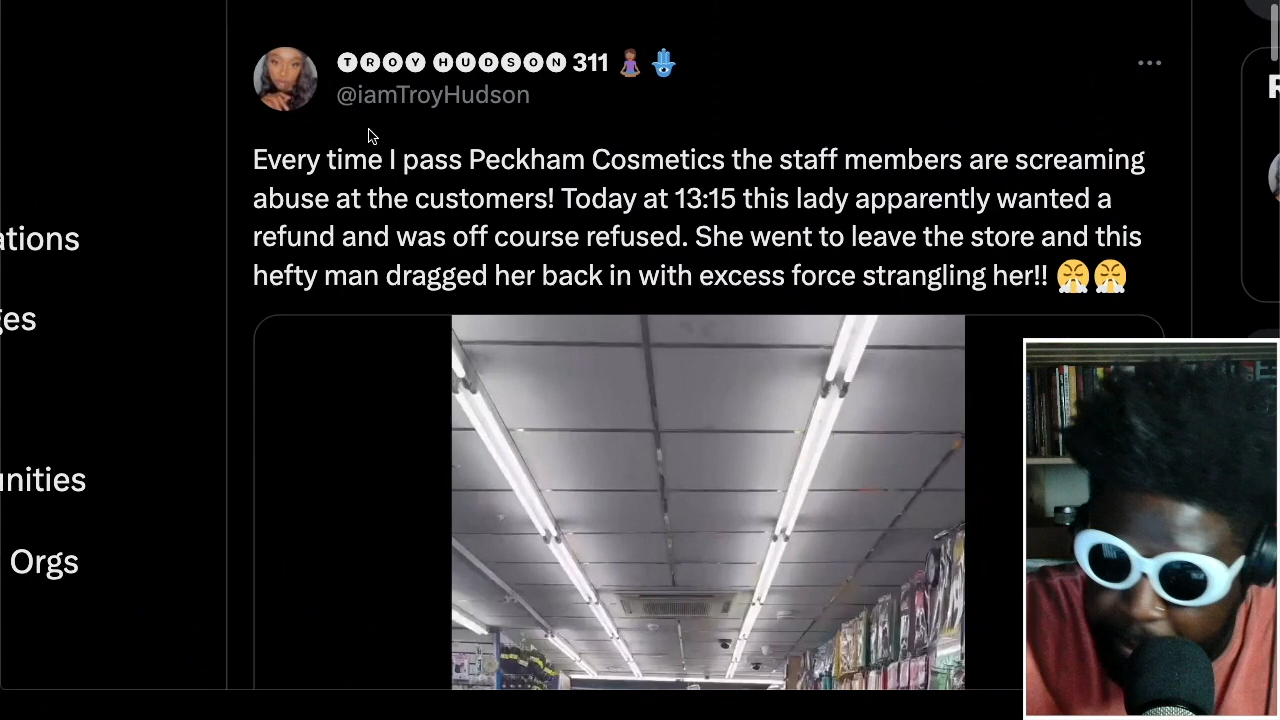 🅣🅡🅞🅨 🅗🅤🅓🅢🅞🅝 311 🧘🏾‍♀️ 🪬
@iamTroyHudson
Every time I pass Peckham Cosmetics the staff members are screaming
abuse at the customers! Today at 13:15 this lady apparently wanted a
refund and was off course refused. She went to leave the store and this
hefty man dragged her back in with excess force strangling her!! 😤😤
ations
ges
unities
Orgs
R